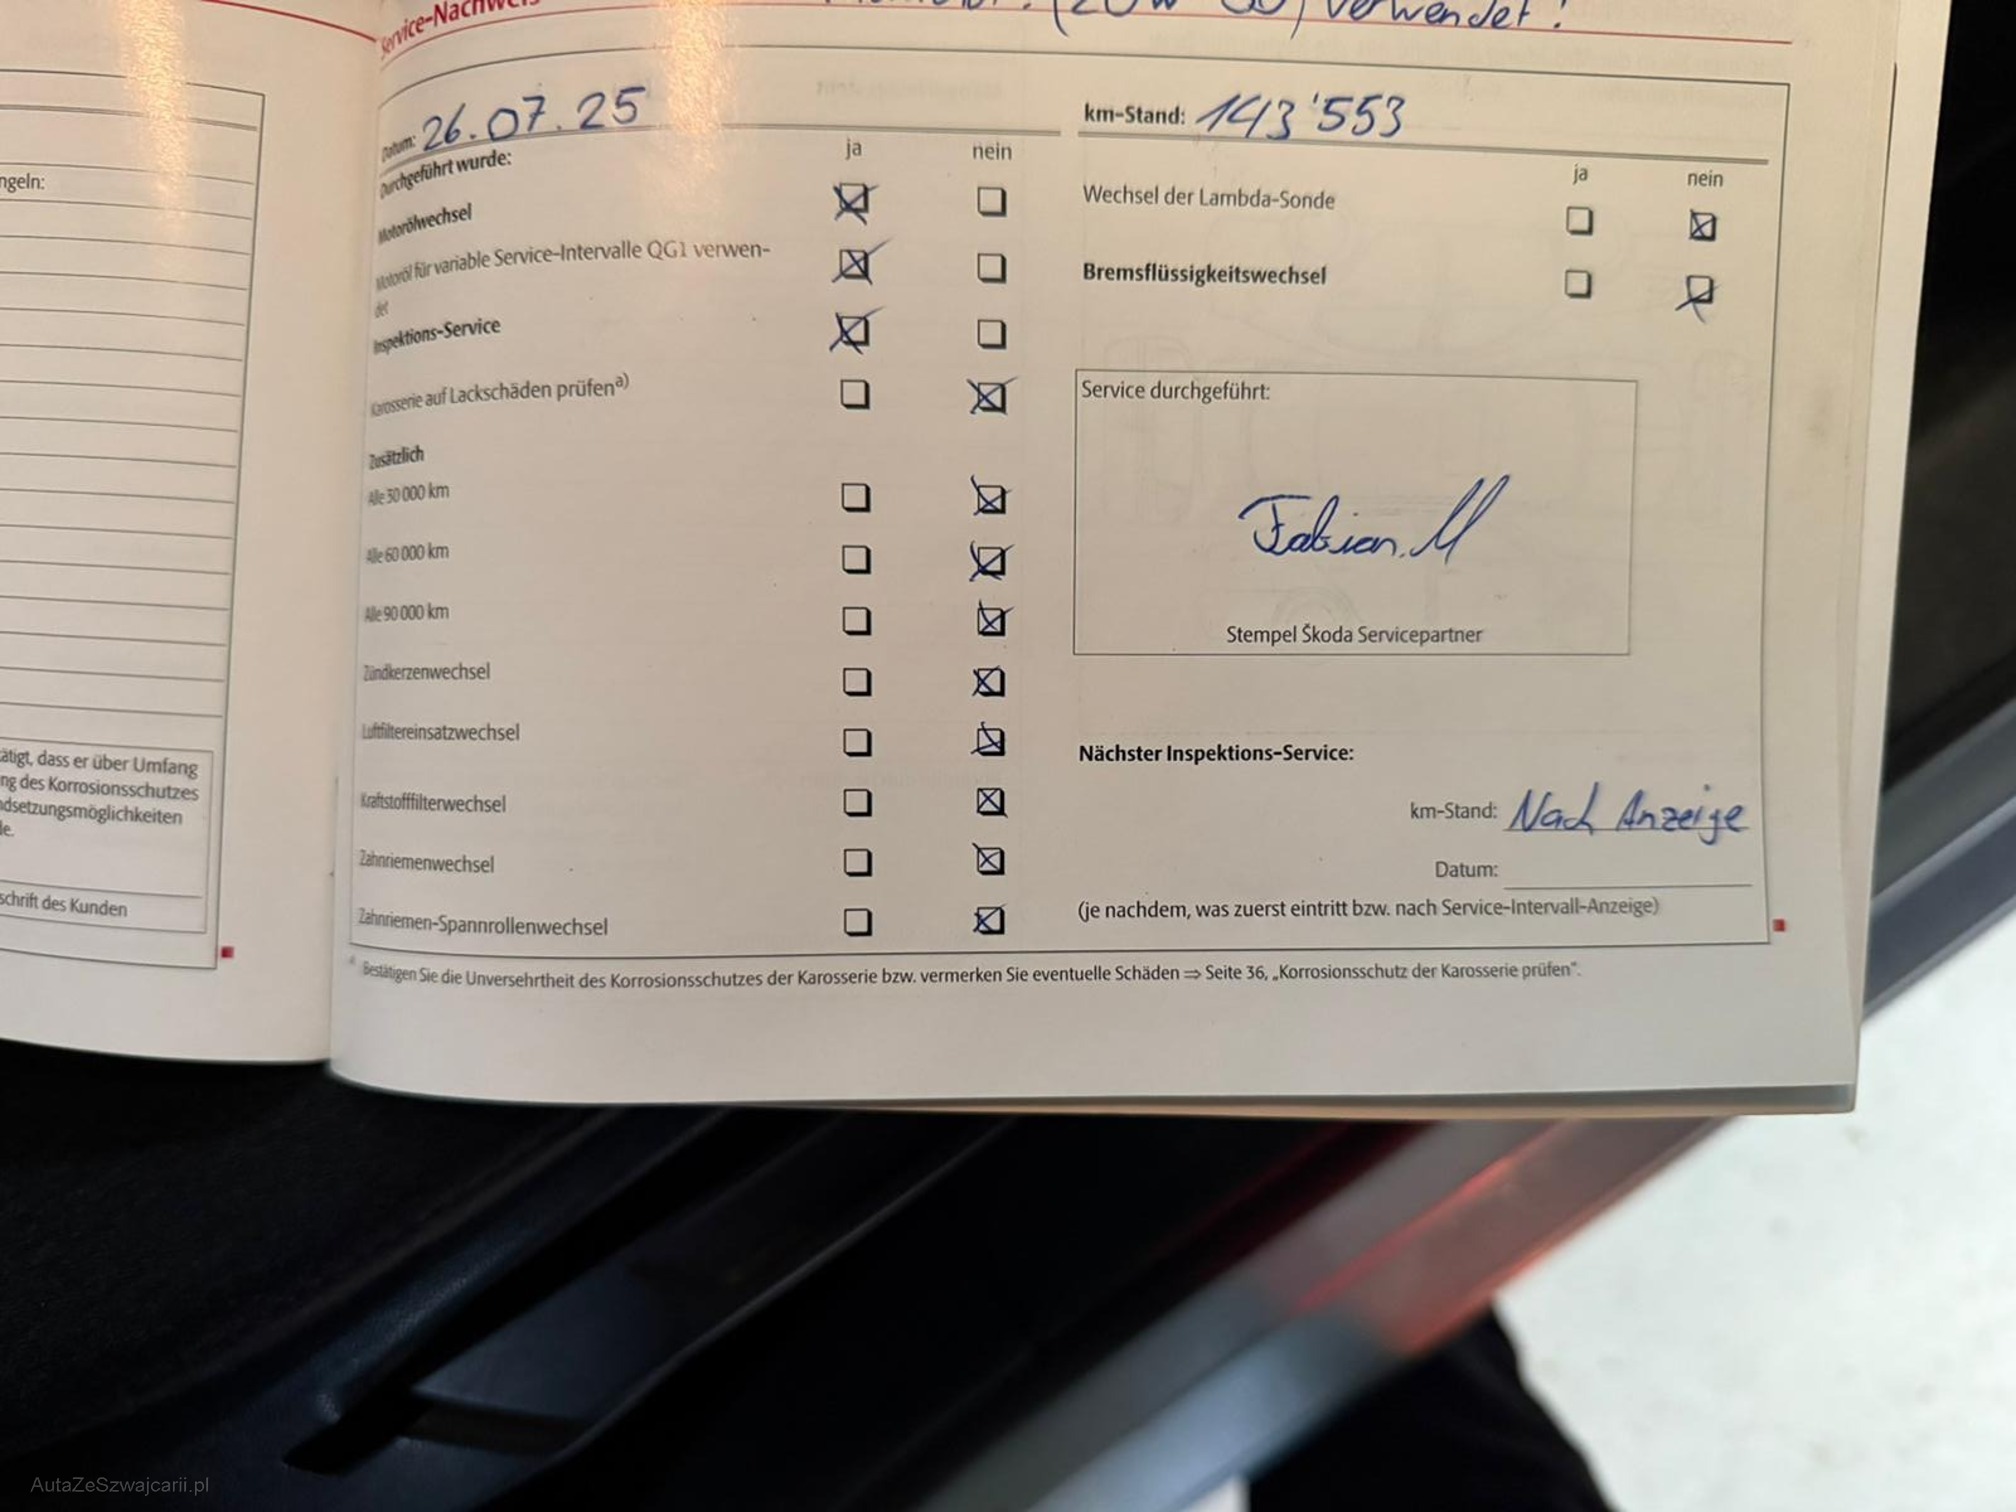 Service-Nachweis
(20W verwendet!
ngeln:
ätigt, dass er über Umfang
ng des Korrosionsschutzes
ndsetzungsmöglichkeiten
le.
schrift des Kunden
Datum: 26.07.25
Durchgeführt wurde:
ja nein
Motorölwechsel
Motoröl für variable Service-Intervalle QG1 verwen-
det
Inspektions-Service
Karosserie auf Lackschäden prüfena)
Zusätzlich
Alle 30 000 km
Alle 60 000 km
Alle 90 000 km
Zündkerzenwechsel
Luftfiltereinsatzwechsel
Kraftstofffilterwechsel
Zahnriemenwechsel
Zahnriemen-Spannrollenwechsel
km-Stand: 143'553
ja nein
Wechsel der Lambda-Sonde
Bremsflüssigkeitswechsel
Service durchgeführt:
Fabian.M
Stempel Škoda Servicepartner
Nächster Inspektions-Service:
km-Stand: Nach Anzeige
Datum:
(je nachdem, was zuerst eintritt bzw. nach Service-Intervall-Anzeige)
a Bestätigen Sie die Unversehrtheit des Korrosionsschutzes der Karosserie bzw. vermerken Sie eventuelle Schäden ⇒ Seite 36, „Korrosionsschutz der Karosserie prüfen“.
AutaZeSzwajcarii.pl